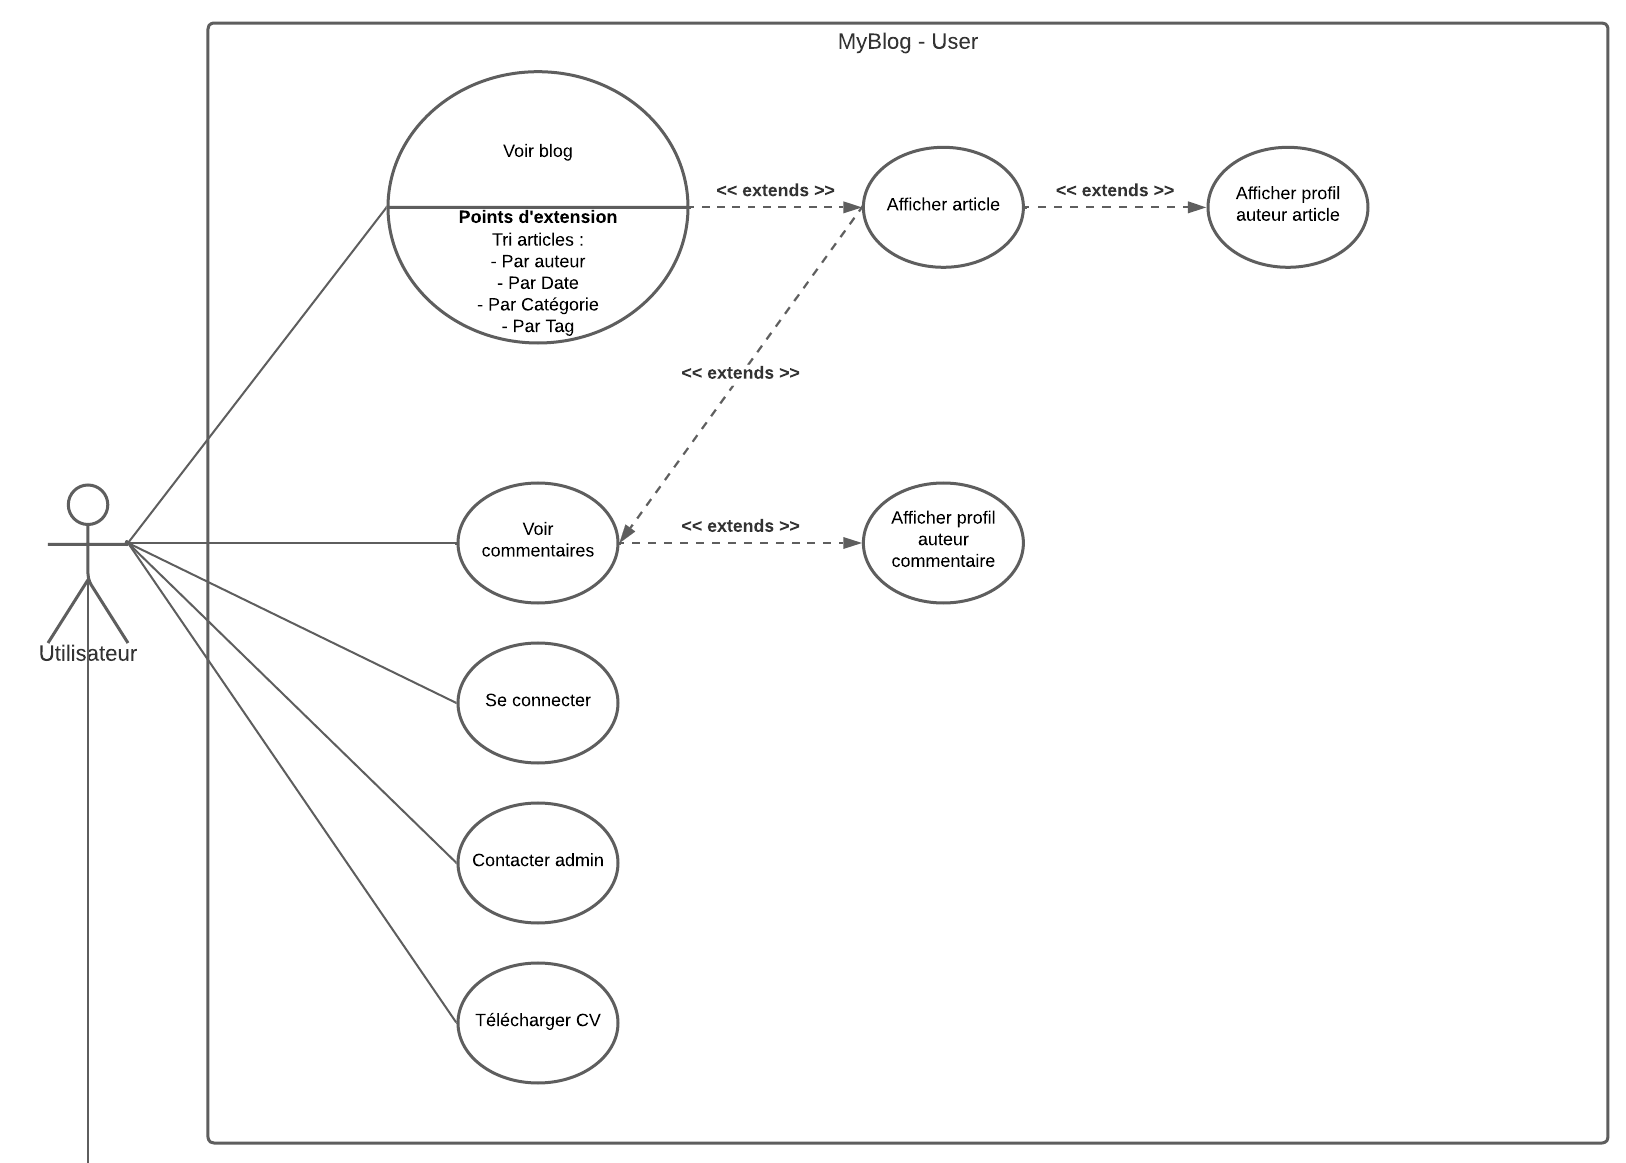 MyBlog - User
Voir blog
Points d'extension
Tri articles :
- Par auteur
- Par Date
- Par Catégorie
- Par Tag
<< extends >>
Afficher article
<< extends >>
Afficher profil
auteur article
<< extends >>
Voir
commentaires
<< extends >>
Afficher profil
auteur
commentaire
Utilisateur
Se connecter
Contacter admin
Télécharger CV